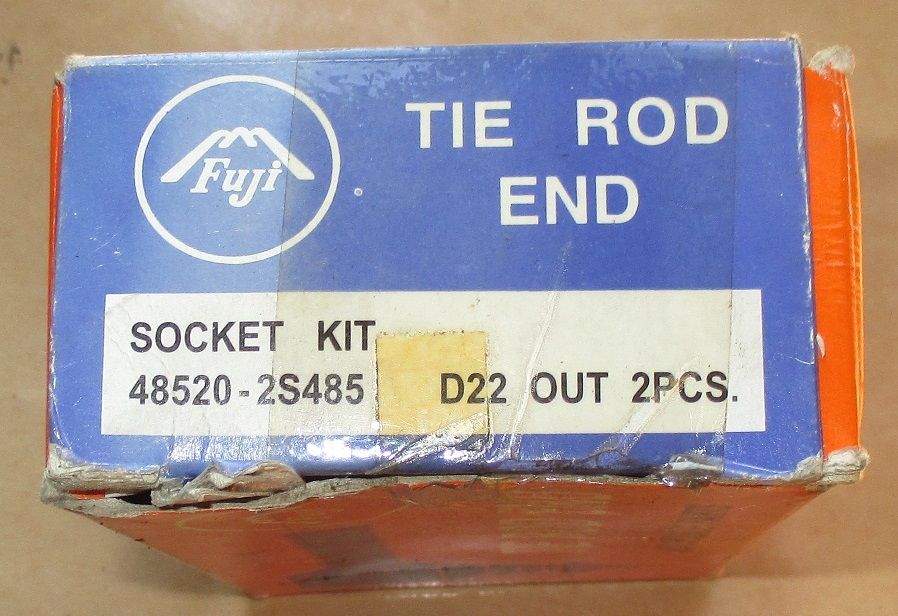 Fuji
TIE ROD
END
SOCKET KIT
48520-2S485 D22 OUT 2PCS.